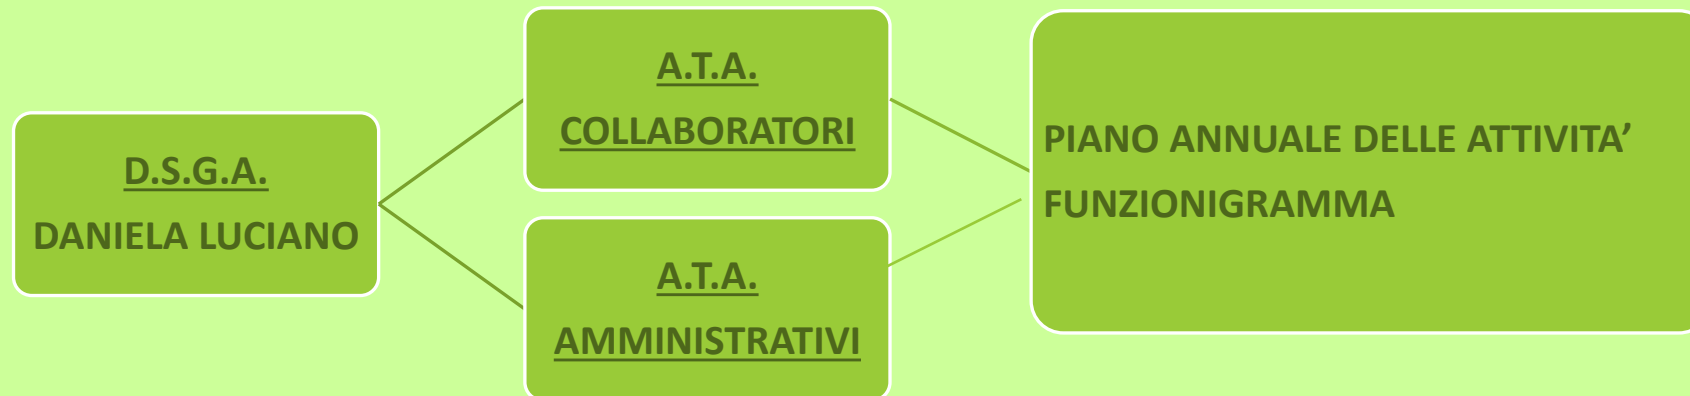 D.S.G.A.
DANIELA LUCIANO
A.T.A.
COLLABORATORI
A.T.A.
AMMINISTRATIVI
PIANO ANNUALE DELLE ATTIVITA’
FUNZIONIGRAMMA